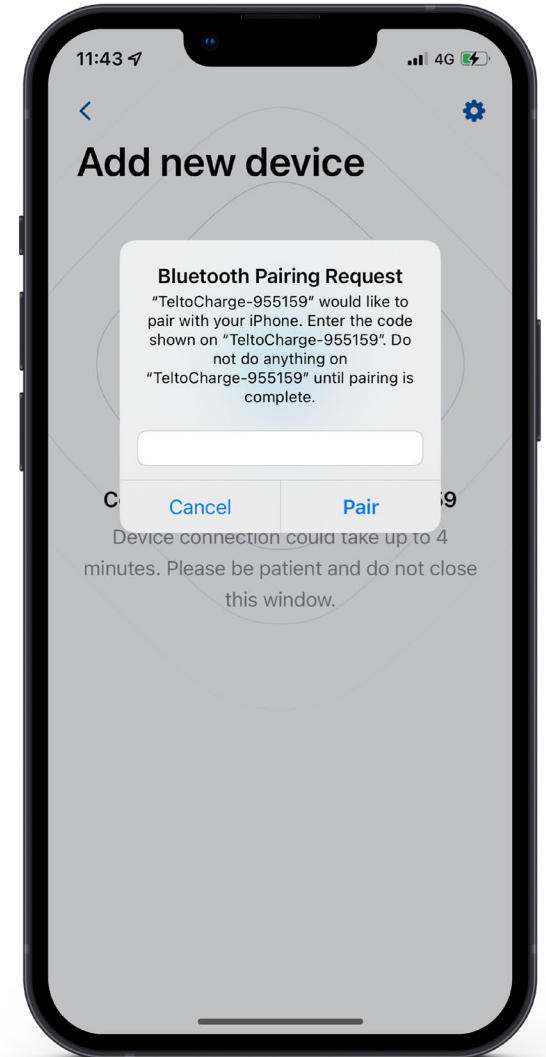 11:43
4G
Add new device
Bluetooth Pairing Request
“TeltoCharge-955159” would like to
pair with your iPhone. Enter the code
shown on “TeltoCharge-955159”. Do
not do anything on
“TeltoCharge-955159” until pairing is
complete.
Cancel
Pair
Device connection could take up to 4
minutes. Please be patient and do not close
this window.